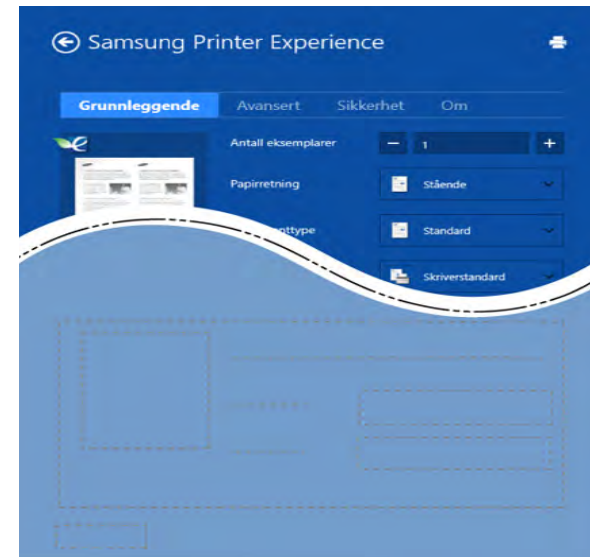 Samsung Printer Experience
Grunnleggende Avansert Sikkerhet Om
Antall eksemplarer 1
Papirretning Stående
Standard
Skriverstandard